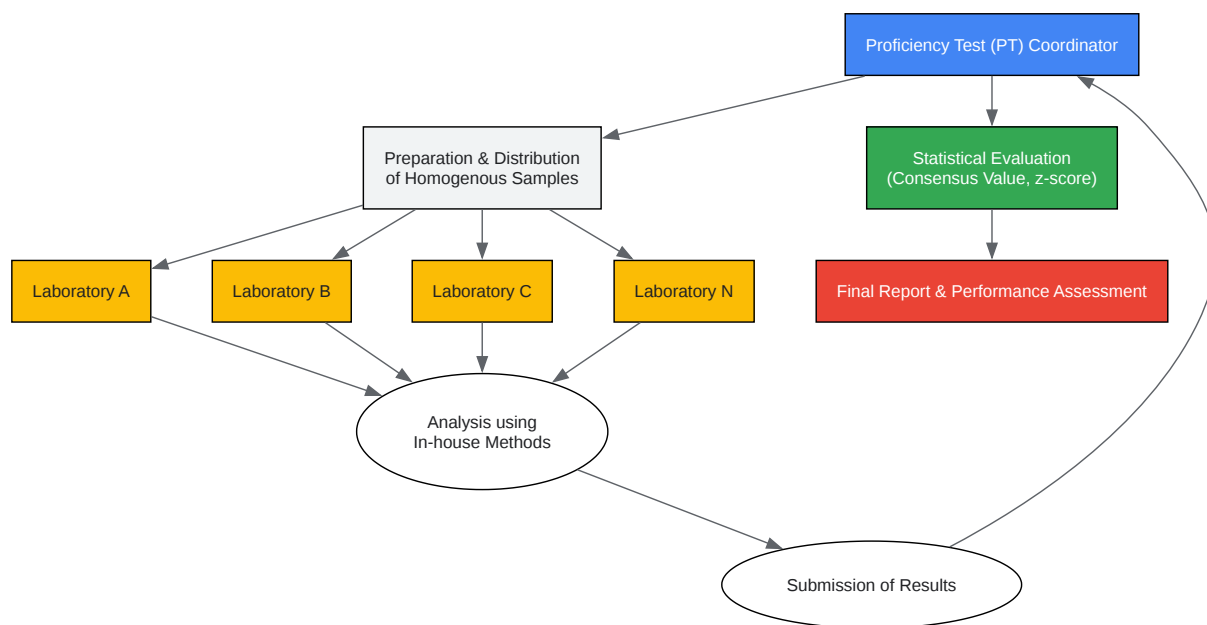 Proficiency Test (PT) Coordinator
Preparation & Distribution
of Homogenous Samples
Statistical Evaluation
(Consensus Value, z-score)
Laboratory A
Laboratory B
Laboratory C
Laboratory N
Final Report & Performance Assessment
Analysis using
In-house Methods
Submission of Results